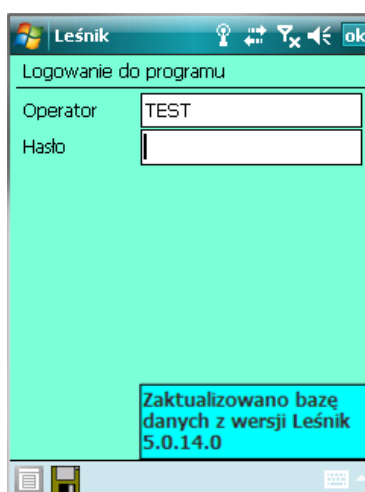 Leśnik
ok
Logowanie do programu
Operator
TEST
Hasło
Zaktualizowano bazę
danych z wersji Leśnik
5.0.14.0